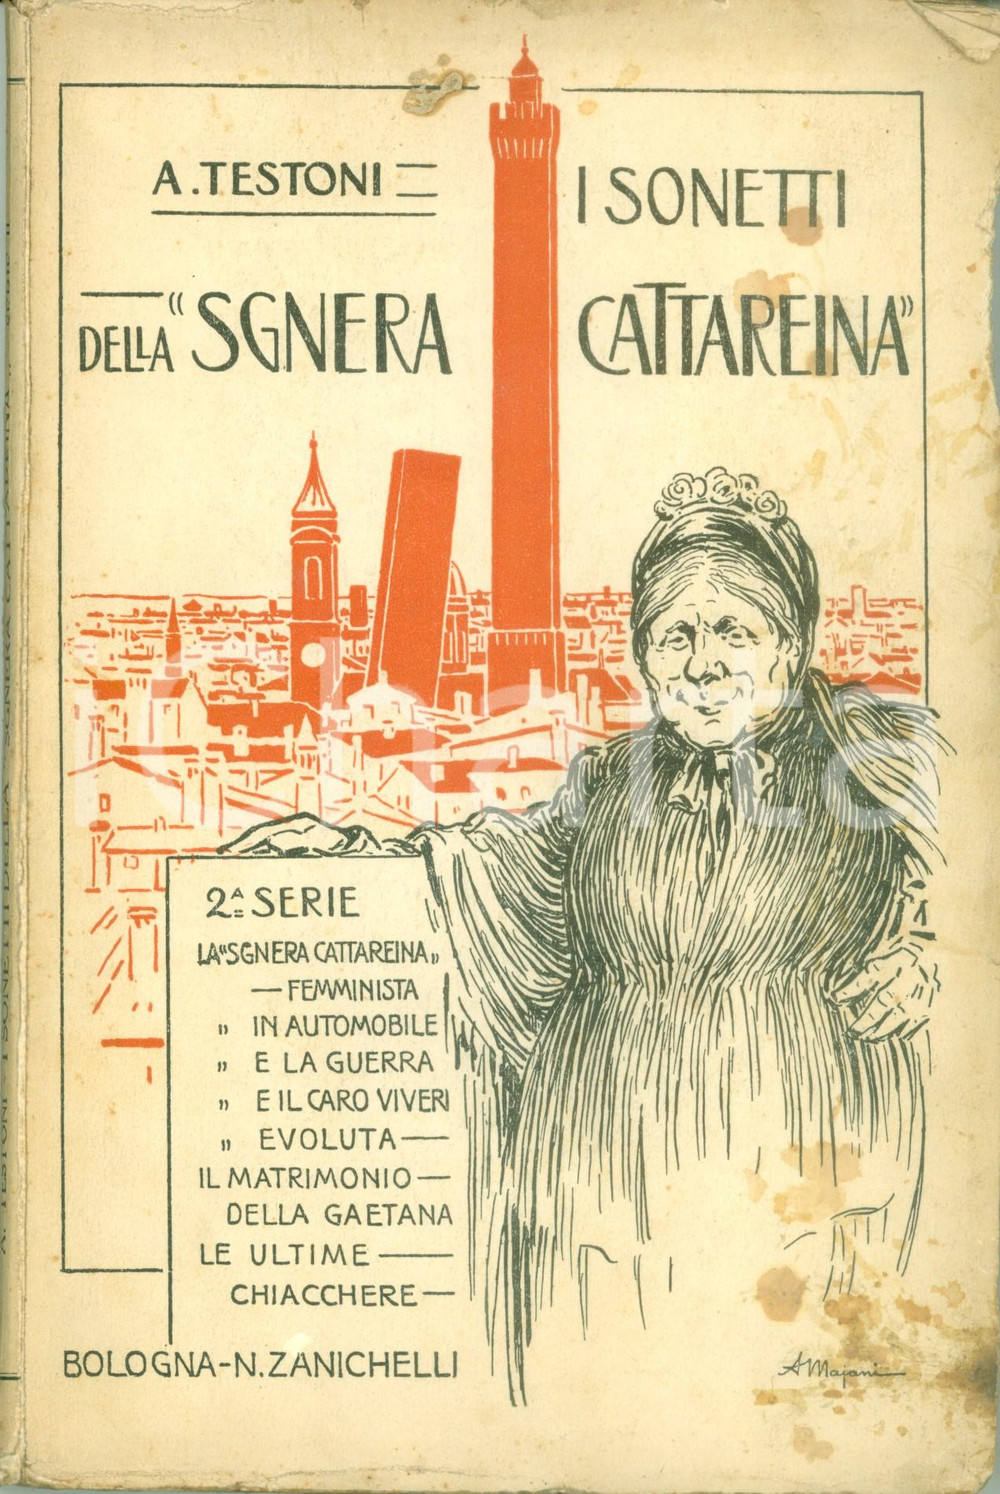 A. TESTONI
I SONETTI
DELLA "SGNERA CATTAREINA"
2ª SERIE
LA "SGNERA CATTAREINA"
— FEMMINISTA
" IN AUTOMOBILE
" E LA GUERRA
" E IL CARO VIVERI
" EVOLUTA —
IL MATRIMONIO —
DELLA GAETANA
LE ULTIME —
CHIACCHERE —
BOLOGNA - N. ZANICHELLI
A Majani